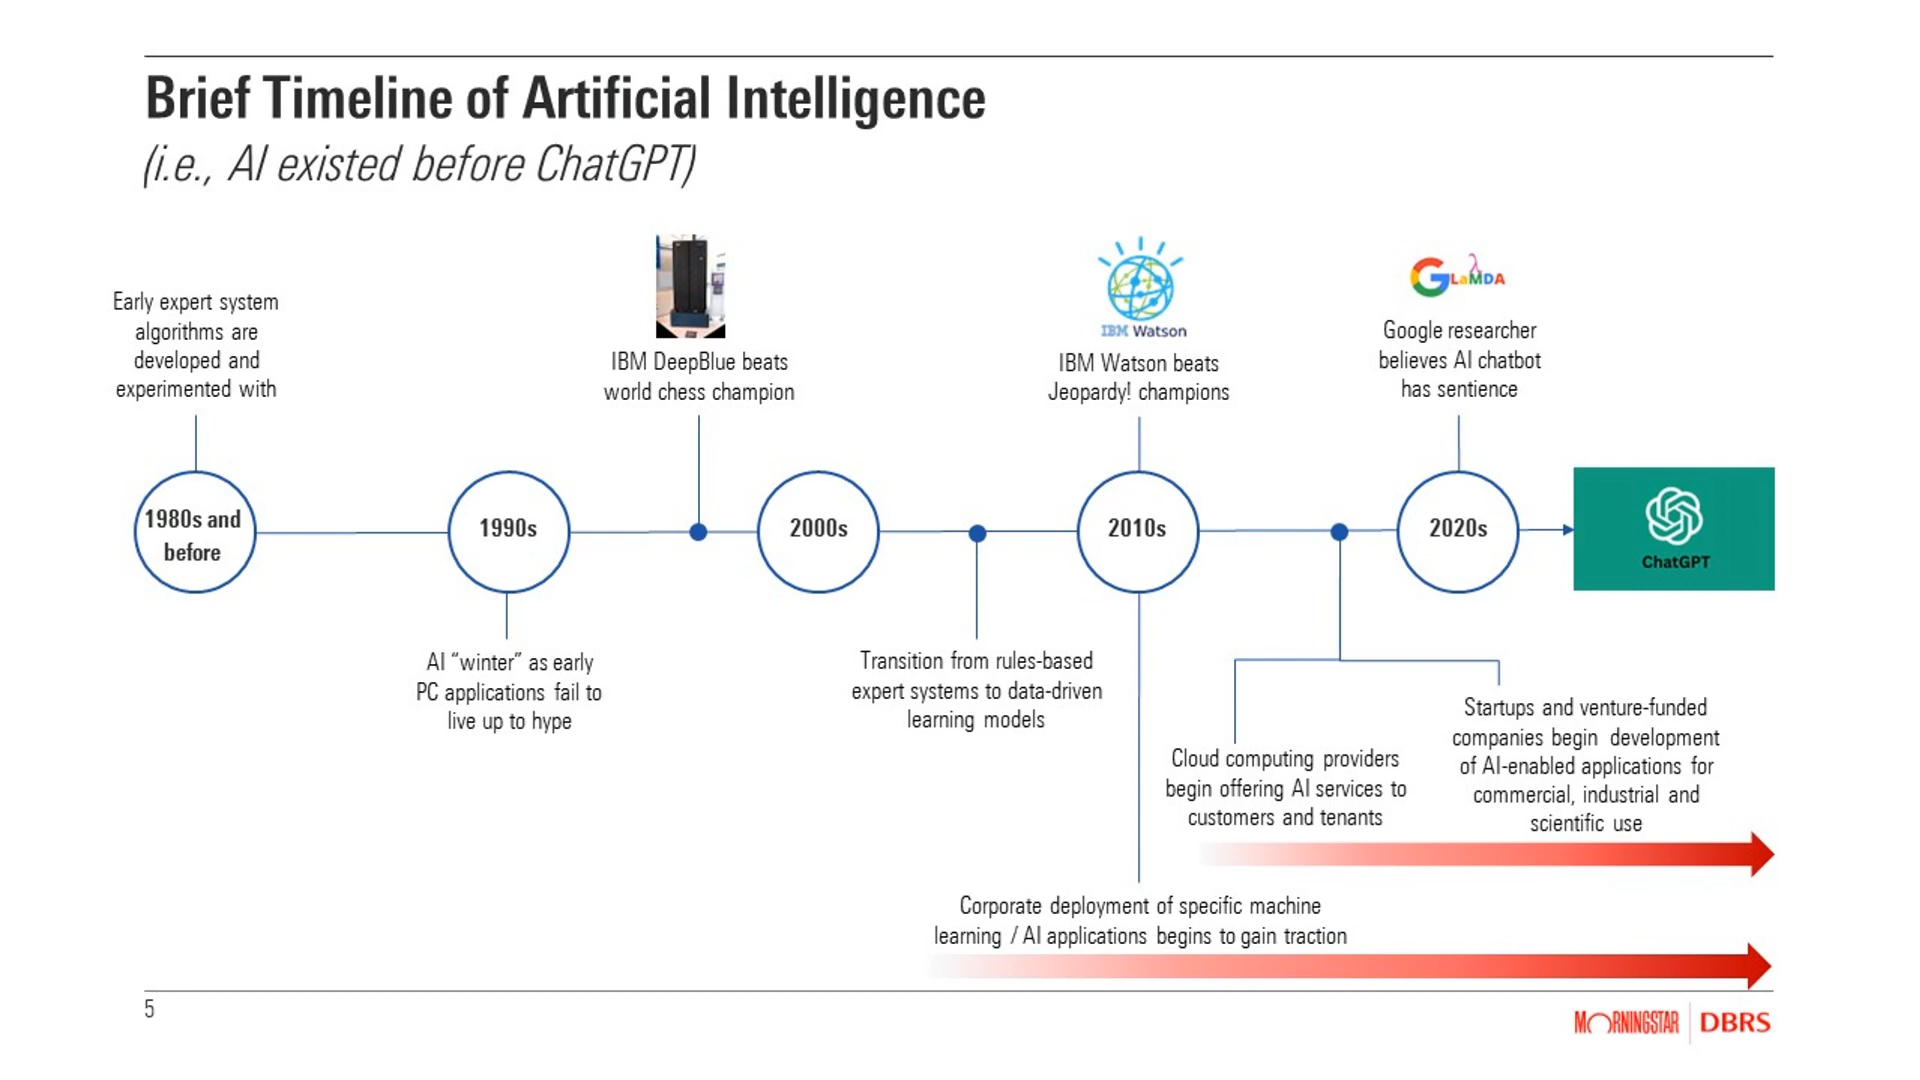 Brief Timeline of Artificial Intelligence
(i.e., AI existed before ChatGPT)
Early expert system
algorithms are
developed and
experimented with
IBM DeepBlue beats
world chess champion
IBM Watson
IBM Watson beats
Jeopardy! champions
GLaMDA
Google researcher
believes AI chatbot
has sentience
1980s and
before
1990s
2000s
2010s
2020s
ChatGPT
AI “winter” as early
PC applications fail to
live up to hype
Transition from rules-based
expert systems to data-driven
learning models
Cloud computing providers
begin offering AI services to
customers and tenants
Startups and venture-funded
companies begin development
of AI-enabled applications for
commercial, industrial and
scientific use
Corporate deployment of specific machine
learning / AI applications begins to gain traction
5
MORNINGSTAR | DBRS